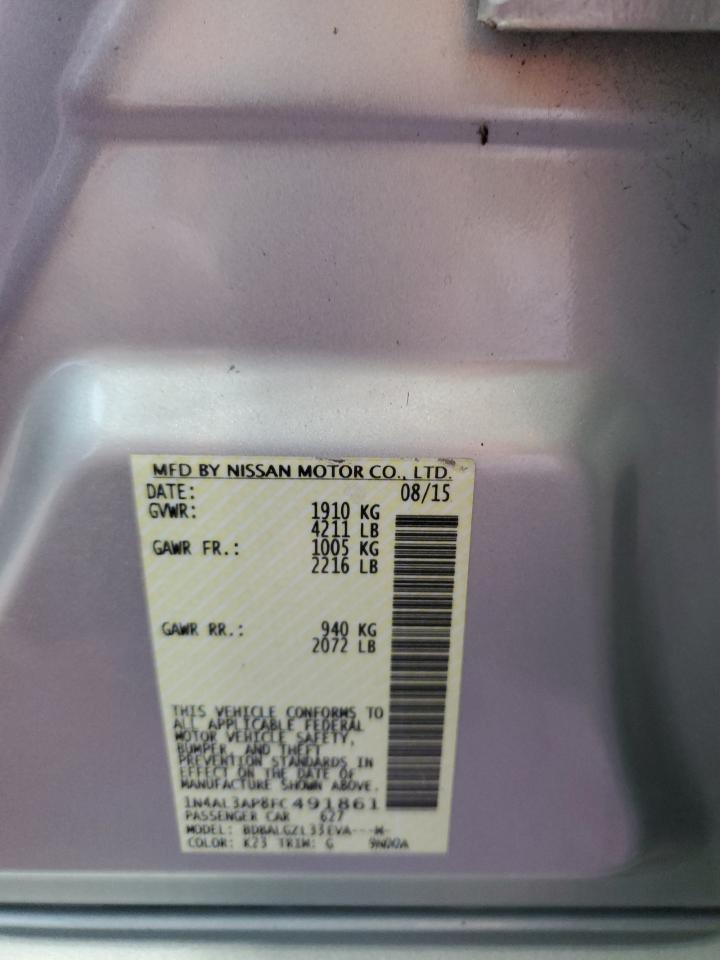 MFD BY NISSAN MOTOR CO., LTD.
DATE: 08/15
GVWR: 1910 KG
4211 LB
GAWR FR.: 1005 KG
2216 LB
GAWR RR.: 940 KG
2072 LB
THIS VEHICLE CONFORMS TO
ALL APPLICABLE FEDERAL
MOTOR VEHICLE SAFETY,
BUMPER, AND THEFT
PREVENTION STANDARDS IN
EFFECT ON THE DATE OF
MANUFACTURE SHOWN ABOVE.
1N4AL3AP8FC491861
PASSENGER CAR 627
MODEL: BDBALGZL33EVA---M-
COLOR: K23 TRIM: G 9N00A